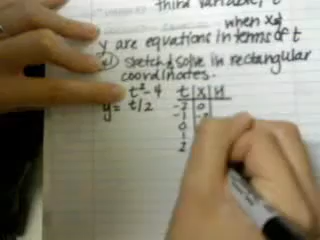 third variable, t
when x &
y are equations in terms of t
Sketch & solve in rectangular
coordinates.
t²-4
y= t/2
t | x | y
-2 | 0
-1
0
1
2